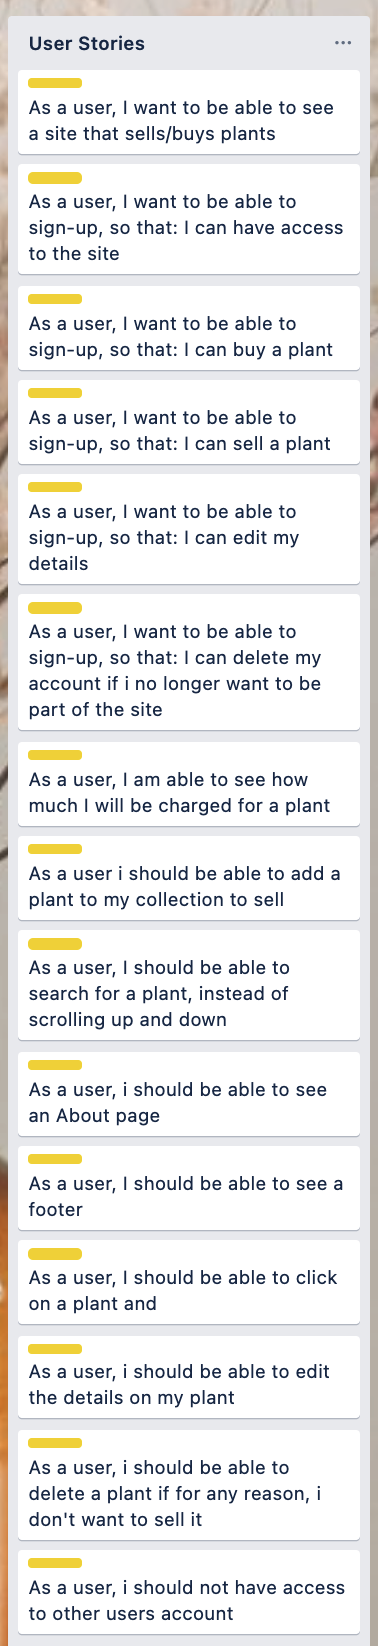 User Stories
As a user, I want to be able to see
a site that sells/buys plants
As a user, I want to be able to
sign-up, so that: I can have access
to the site
As a user, I want to be able to
sign-up, so that: I can buy a plant
As a user, I want to be able to
sign-up, so that: I can sell a plant
As a user, I want to be able to
sign-up, so that: I can edit my
details
As a user, I want to be able to
sign-up, so that: I can delete my
account if i no longer want to be
part of the site
As a user, I am able to see how
much I will be charged for a plant
As a user i should be able to add a
plant to my collection to sell
As a user, I should be able to
search for a plant, instead of
scrolling up and down
As a user, i should be able to see
an About page
As a user, I should be able to see a
footer
As a user, I should be able to click
on a plant and
As a user, i should be able to edit
the details on my plant
As a user, i should be able to
delete a plant if for any reason, i
don't want to sell it
As a user, i should not have access
to other users account